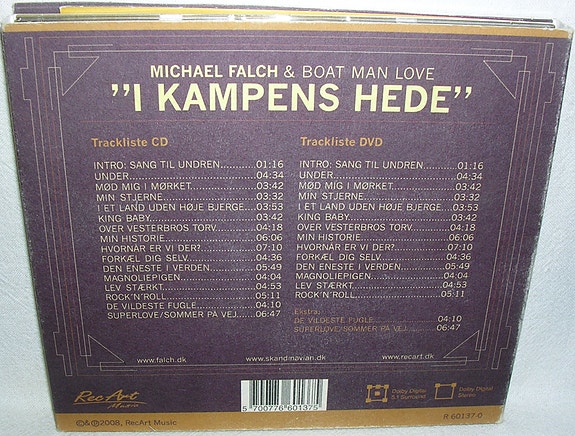 MICHAEL FALCH & BOAT MAN LOVE
"I KAMPENS HEDE"
Trackliste CD
INTRO: SANG TIL UNDREN............01:16
UNDER..................................04:34
MØD MIG I MØRKET....................03:42
MIN STJERNE...........................03:32
I ET LAND UDEN HØJE BJERGE...03:53
KING BABY..............................03:42
OVER VESTERBROS TORV...........04:18
MIN HISTORIE..........................06:06
HVORNÅR ER VI DER?.................07:10
FORKÆL DIG SELV.....................04:36
DEN ENESTE I VERDEN...............05:49
MAGNOLIEPIGEN.......................04:04
LEV STÆRKT............................04:53
ROCK'N'ROLL...........................05:11
DE VILDESTE FUGLE..................04:10
SUPERLOVE/SOMMER PÅ VEJ.......06:47
Trackliste DVD
INTRO: SANG TIL UNDREN............01:16
UNDER..................................04:34
MØD MIG I MØRKET....................03:42
MIN STJERNE...........................03:32
I ET LAND UDEN HØJE BJERGE...03:53
KING BABY..............................03:42
OVER VESTERBROS TORV...........04:18
MIN HISTORIE..........................06:06
HVORNÅR ER VI DER?.................07:10
FORKÆL DIG SELV.....................04:36
DEN ENESTE I VERDEN...............05:49
MAGNOLIEPIGEN.......................04:04
LEV STÆRKT............................04:53
ROCK'N'ROLL...........................05:11
Ekstra:
DE VILDESTE FUGLE..................04:10
SUPERLOVE/SOMMER PÅ VEJ.......06:47
www.falch.dk
www.skandinavian.dk
www.recart.dk
RecArt
Music
5 700776 601375
Dolby Digital
5.1 Surround
Dolby Digital
Stereo
©&℗2008, RecArt Music
R 60137-0